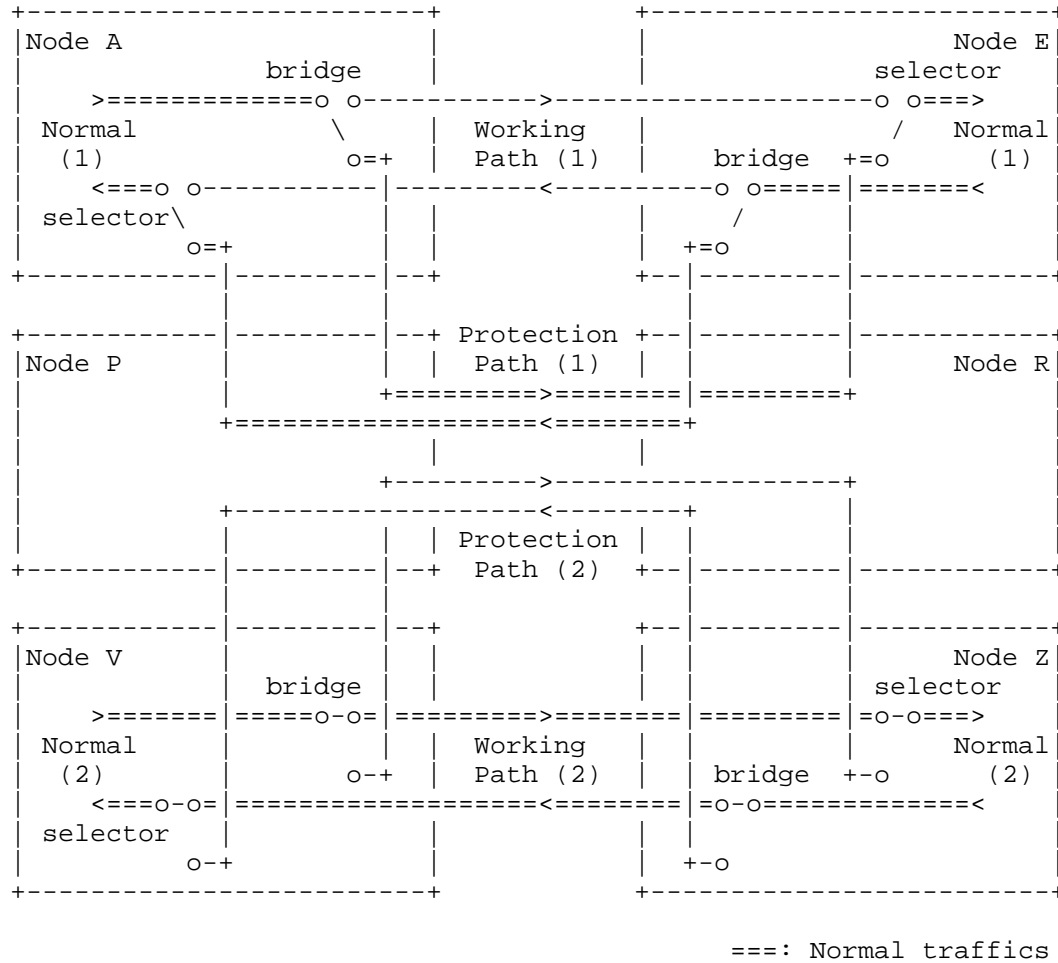 Node A Node E
bridge selector
Normal Working Normal
(1) Path (1) bridge (1)
selector
Protection
Node P Path (1) Node R
Protection
Path (2)
Node V Node Z
bridge selector
Normal Working Normal
(2) Path (2) bridge (2)
selector
===: Normal traffics